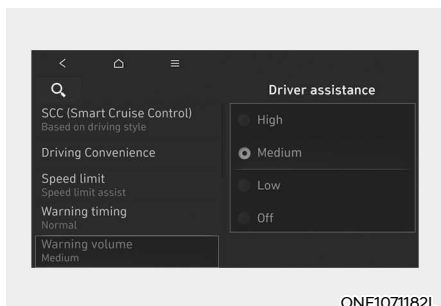 Driver assistance
SCC (Smart Cruise Control)
Based on driving style
Driving Convenience
Speed limit
Speed limit assist
Warning timing
Normal
Warning volume
Medium
High
Medium
Low
Off
ONE1071182L